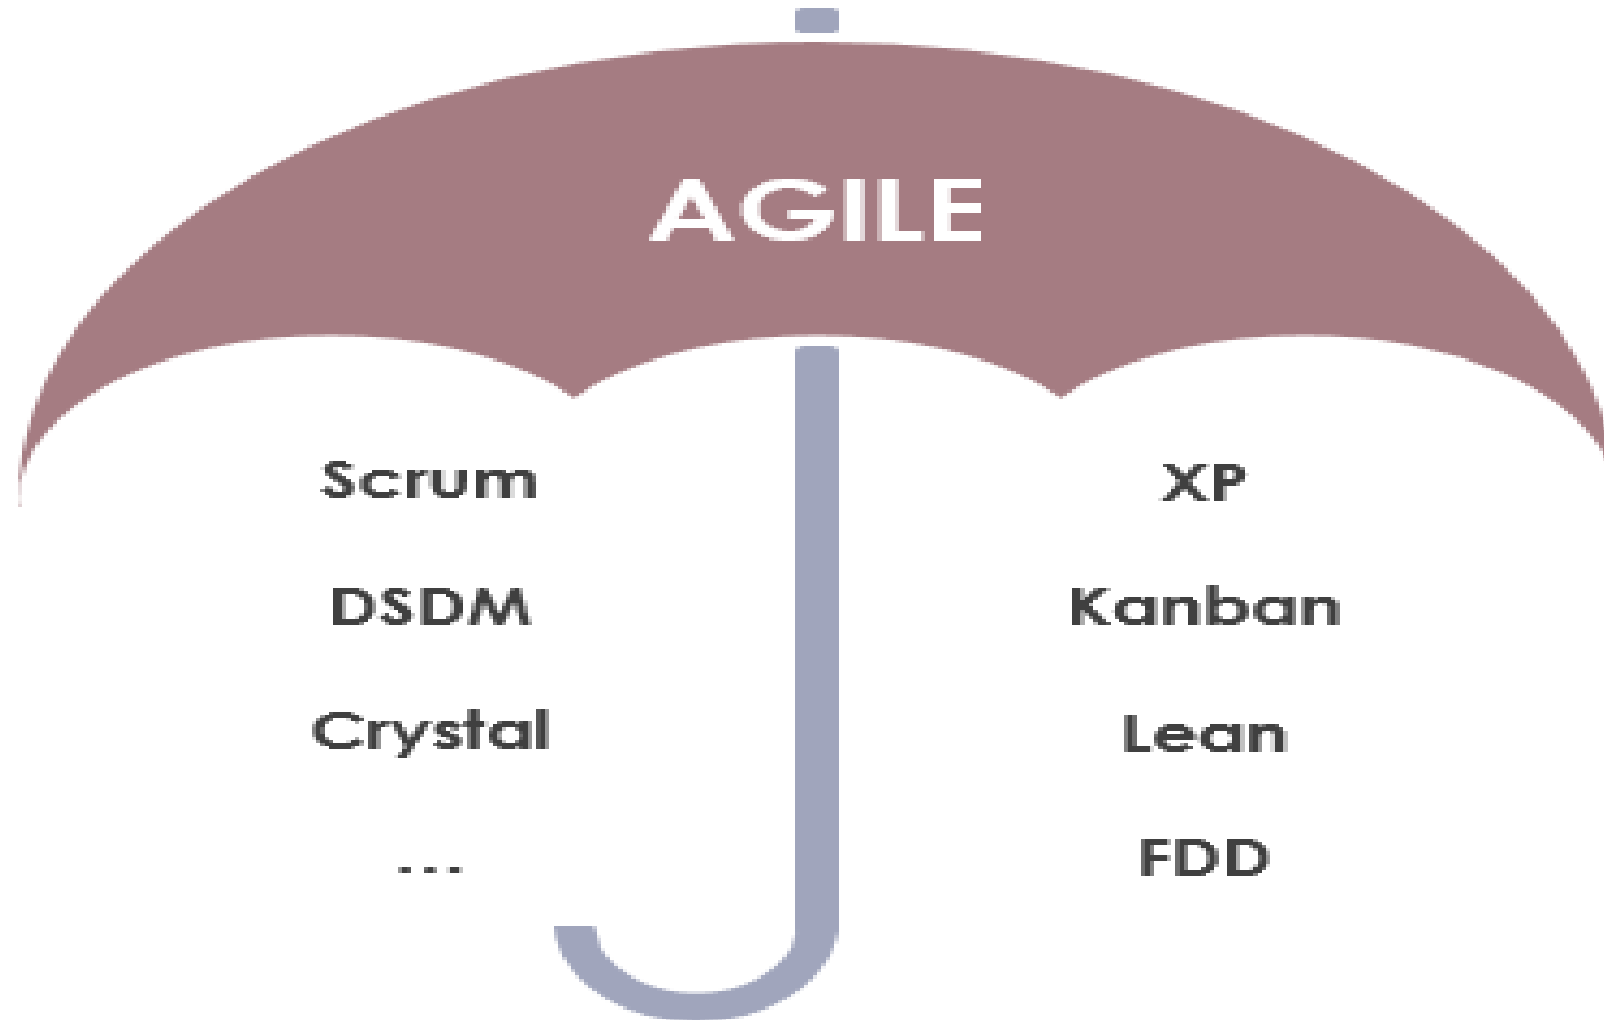 AGILE
Scrum
DSDM
Crystal
...
XP
Kanban
Lean
FDD